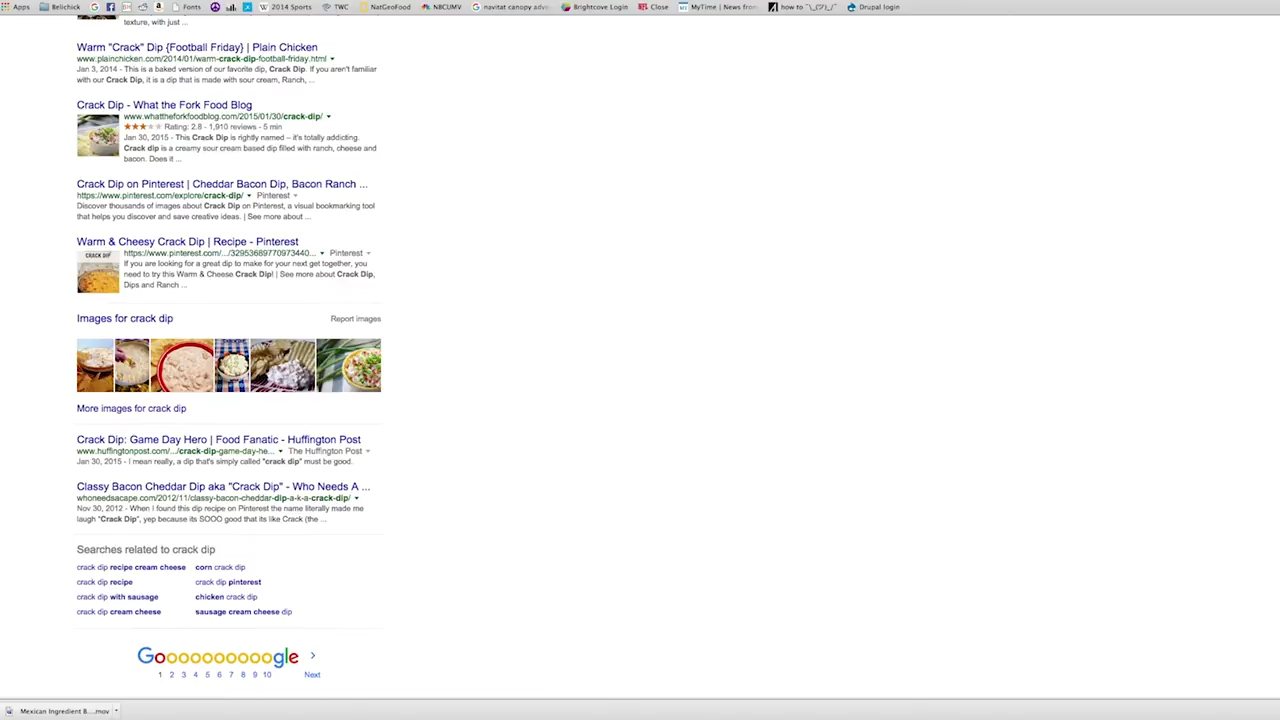 Apps Belichick Fonts 2014 Sports TWC NatGeoFood NBCUMV navitat canopy adv Brightcove Login Close MyTime | News from how to ¯\_(ツ)_/¯ Drupal login
texture, with just ...
Warm "Crack" Dip {Football Friday} | Plain Chicken
www.plainchicken.com/2014/01/warm-crack-dip-football-friday.html
Jan 3, 2014 - This is a baked version of our favorite dip, Crack Dip. If you aren't familiar
with our Crack Dip, it is a dip that is made with sour cream, Ranch, ...
Crack Dip - What the Fork Food Blog
www.whattheforkfoodblog.com/2015/01/30/crack-dip/
Rating: 2.8 - 1,910 reviews - 5 min
Jan 30, 2015 - This Crack Dip is rightly named – it's totally addicting.
Crack dip is a creamy sour cream based dip filled with ranch, cheese and
bacon. Does it ...
Crack Dip on Pinterest | Cheddar Bacon Dip, Bacon Ranch ...
https://www.pinterest.com/explore/crack-dip/ Pinterest
Discover thousands of images about Crack Dip on Pinterest, a visual bookmarking tool
that helps you discover and save creative ideas. | See more about ...
Warm & Cheesy Crack Dip | Recipe - Pinterest
CRACK DIP
https://www.pinterest.com/.../32953689770973440... Pinterest
If you are looking for a great dip to make for your next get together, you
need to try this Warm & Cheese Crack Dip! | See more about Crack Dip,
Dips and Ranch ...
Images for crack dip Report images
More images for crack dip
Crack Dip: Game Day Hero | Food Fanatic - Huffington Post
www.huffingtonpost.com/.../crack-dip-game-day-he... The Huffington Post
Jan 30, 2015 - I mean really, a dip that's simply called "crack dip" must be good.
Classy Bacon Cheddar Dip aka "Crack Dip" - Who Needs A ...
whoneedsacape.com/2012/11/classy-bacon-cheddar-dip-a-k-a-crack-dip/
Nov 30, 2012 - When I found this dip recipe on Pinterest the name literally made me
laugh "Crack Dip", yep because its SOOO good that its like Crack (the ...
Searches related to crack dip
crack dip recipe cream cheese corn crack dip
crack dip recipe crack dip pinterest
crack dip with sausage chicken crack dip
crack dip cream cheese sausage cream cheese dip
Goooooooooogle
1 2 3 4 5 6 7 8 9 10 Next
Mexican Ingredient B....mov